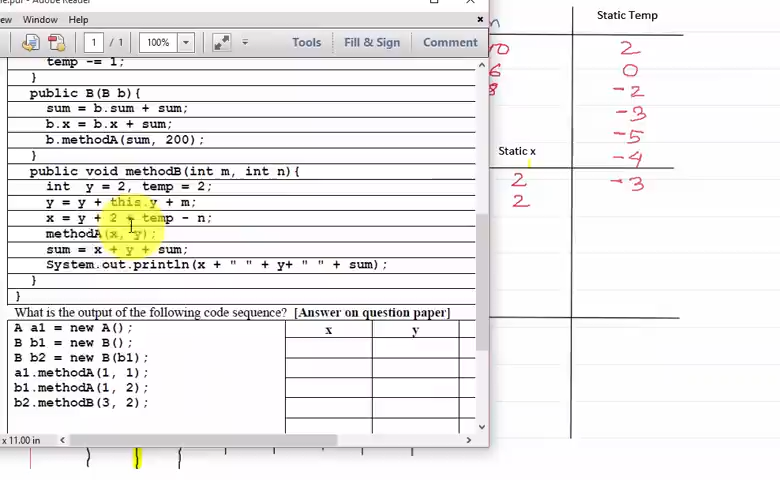 Window Help
1 / 1 100% Tools Fill & Sign Comment
temp -= 1;
}
public B(B b){
sum = b.sum + sum;
b.x = b.x + sum;
b.methodA(sum, 200);
}
public void methodB(int m, int n){
int y = 2, temp = 2;
y = y + this.y + m;
x = y + 2 + temp - n;
methodA(x, y);
sum = x + y + sum;
System.out.println(x + " " + y+ " " + sum);
}
}
What is the output of the following code sequence? [Answer on question paper]
A a1 = new A();
B b1 = new B();
B b2 = new B(b1);
a1.methodA(1, 1);
b1.methodA(1, 2);
b2.methodB(3, 2);
x y
x 11.00 in
n Static Temp
10 2
6 0
8 -2
-3
-5
Static x -4
2 -3
2